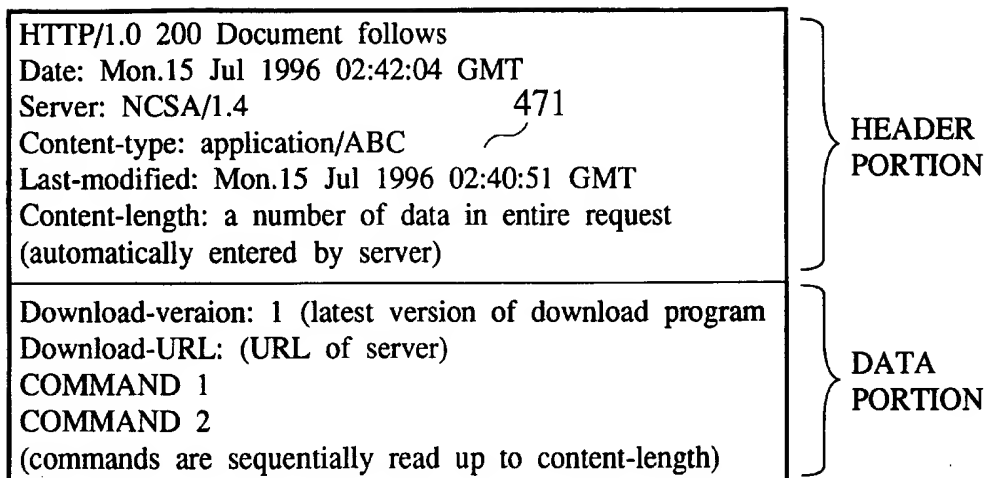 HTTP/1.0 200 Document follows
Date: Mon.15 Jul 1996 02:42:04 GMT
Server: NCSA/1.4
471
Content-type: application/ABC
Last-modified: Mon.15 Jul 1996 02:40:51 GMT
Content-length: a number of data in entire request
(automatically entered by server)
HEADER
PORTION
Download-veraion: 1 (latest version of download program
Download-URL: (URL of server)
COMMAND 1
COMMAND 2
(commands are sequentially read up to content-length)
DATA
PORTION